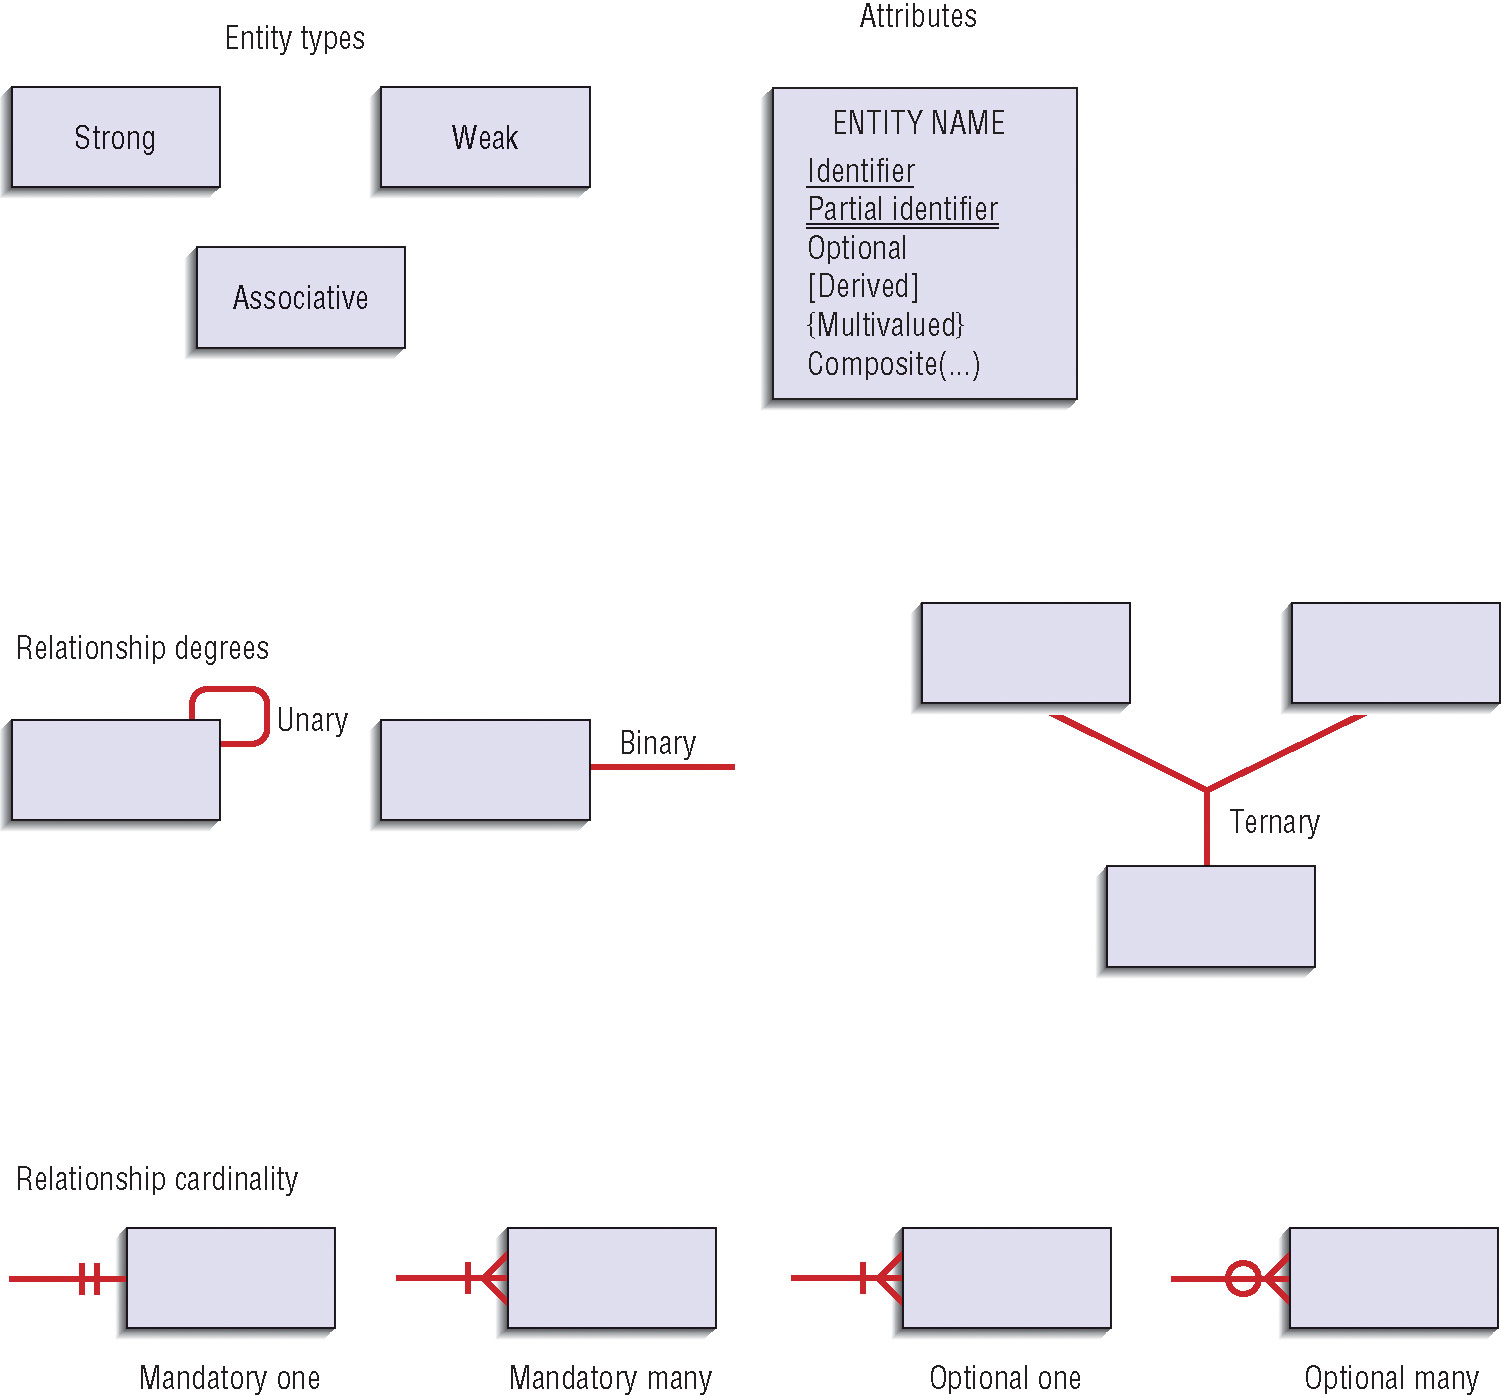 Entity types
Attributes
Strong
Weak
Associative
ENTITY NAME
Identifier
Partial identifier
Optional
[Derived]
{Multivalued}
Composite(...)
Relationship degrees
Unary
Binary
Ternary
Relationship cardinality
Mandatory one
Mandatory many
Optional one
Optional many